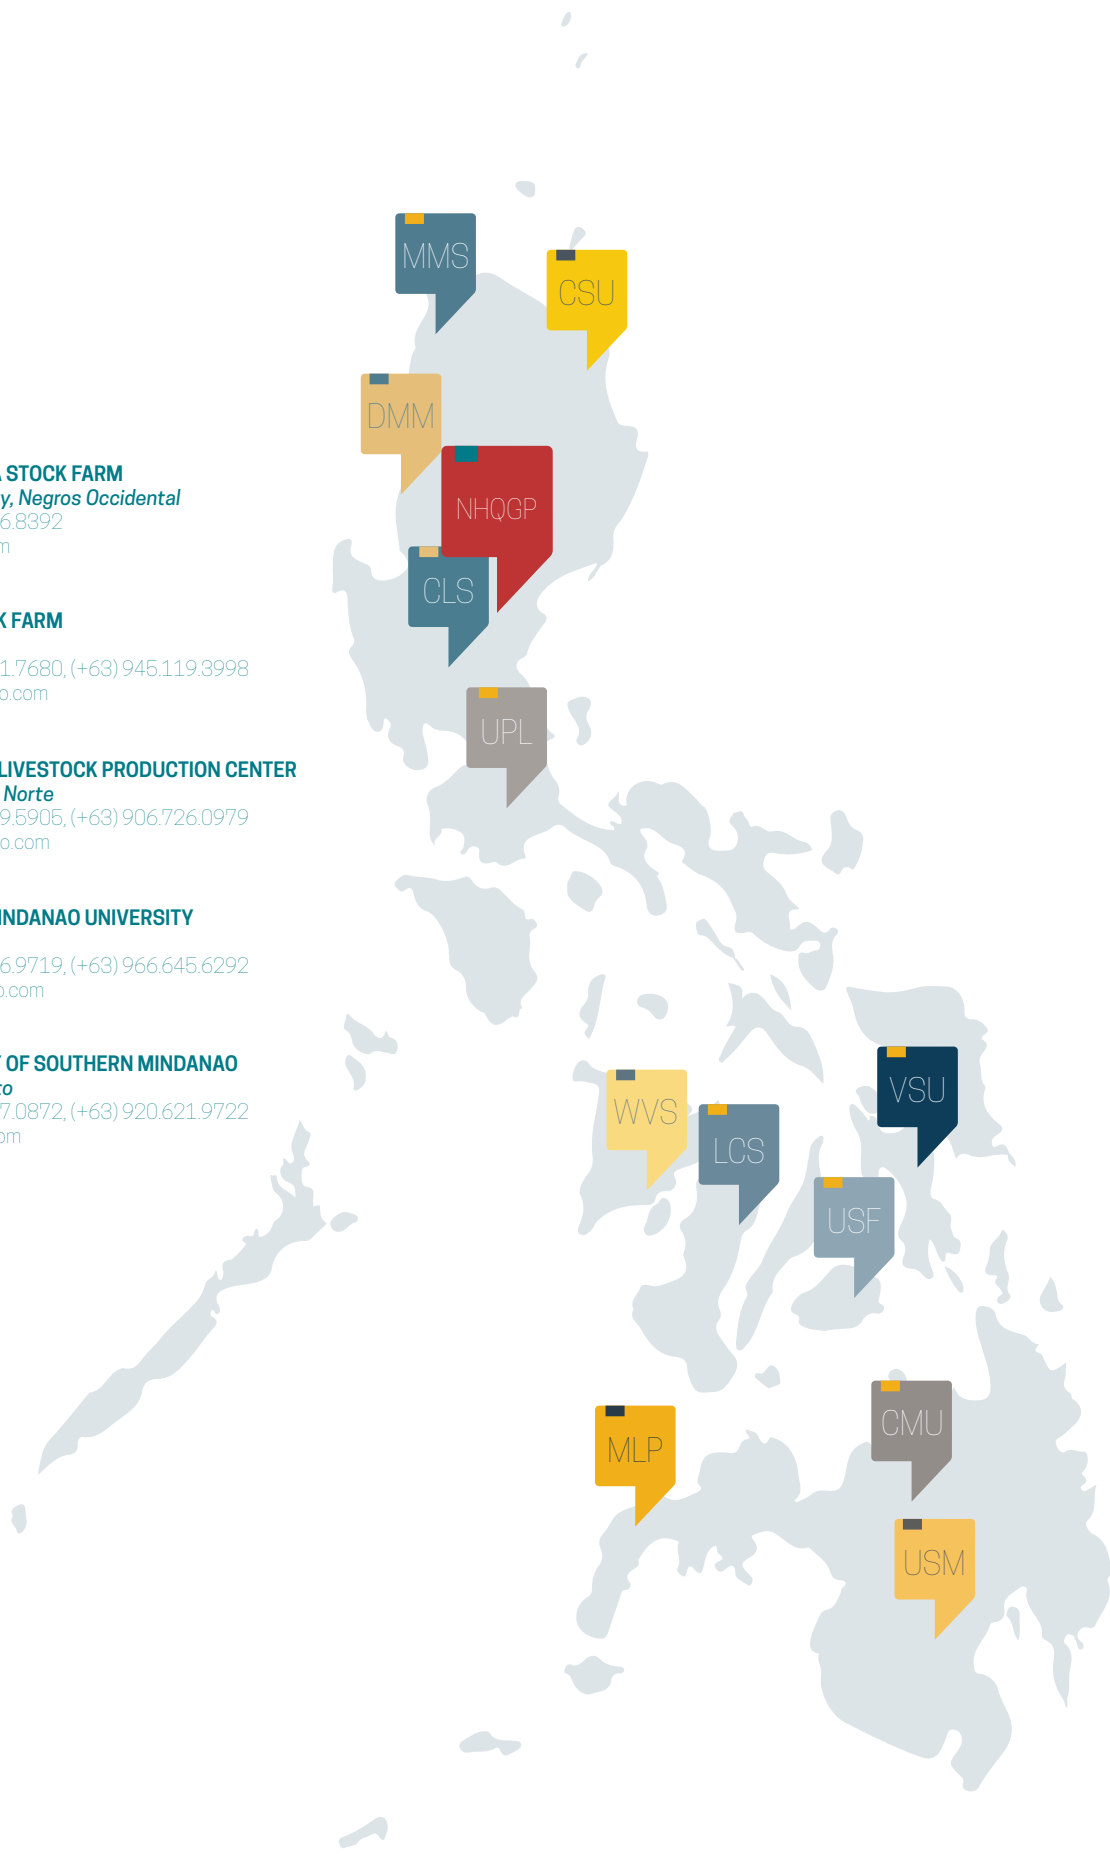 A STOCK FARM
y, Negros Occidental
6.8392
m
K FARM
1.7680, (+63) 945.119.3998
o.com
LIVESTOCK PRODUCTION CENTER
Norte
9.5905, (+63) 906.726.0979
o.com
INDANAO UNIVERSITY
6.9719, (+63) 966.645.6292
o.com
Y OF SOUTHERN MINDANAO
to
7.0872, (+63) 920.621.9722
om
MMS
CSU
DMM
NHQGP
CLS
UPL
VSU
WVS
LCS
USF
CMU
MLP
USM